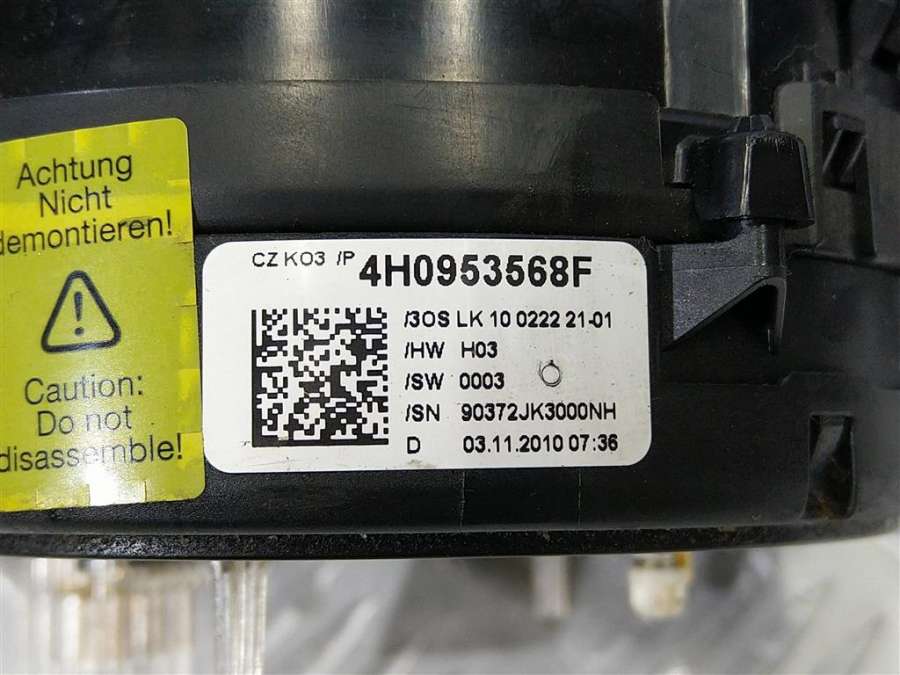 Achtung
Nicht
demontieren!
Caution:
Do not
disassemble!
CZ K03 /P 4H0953568F
/3OS LK 10 0222 21-01
/HW H03
/SW 0003
/SN 90372JK3000NH
D 03.11.2010 07:36